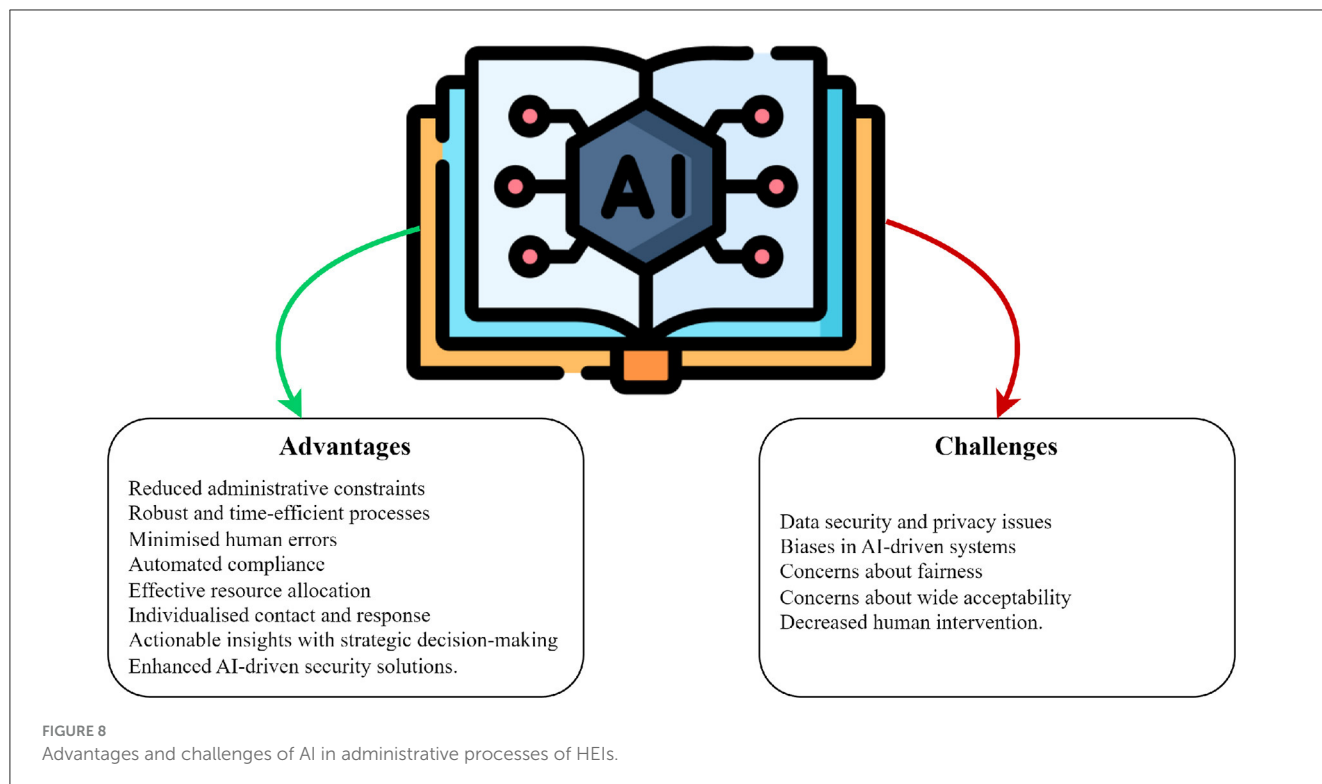 AI
Advantages
Reduced administrative constraints
Robust and time-efficient processes
Minimised human errors
Automated compliance
Effective resource allocation
Individualised contact and response
Actionable insights with strategic decision-making
Enhanced AI-driven security solutions.
Challenges
Data security and privacy issues
Biases in AI-driven systems
Concerns about fairness
Concerns about wide acceptability
Decreased human intervention.
FIGURE 8
Advantages and challenges of AI in administrative processes of HEIs.